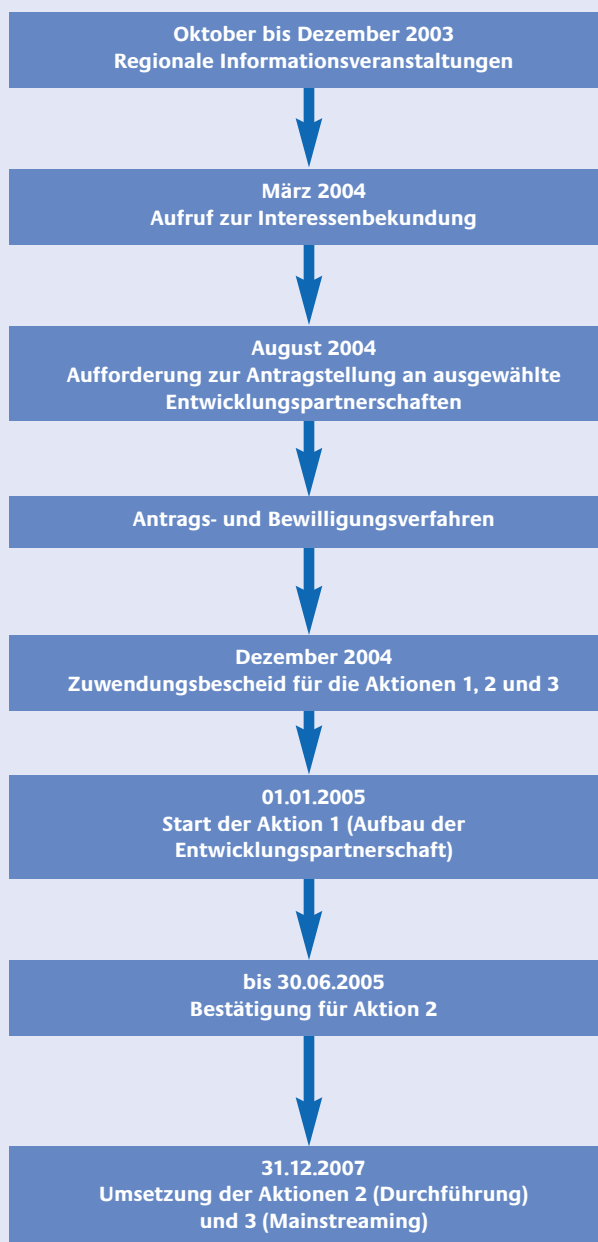 Oktober bis Dezember 2003
Regionale Informationsveranstaltungen
März 2004
Aufruf zur Interessenbekundung
August 2004
Aufforderung zur Antragstellung an ausgewählte
Entwicklungspartnerschaften
Antrags- und Bewilligungsverfahren
Dezember 2004
Zuwendungsbescheid für die Aktionen 1, 2 und 3
01.01.2005
Start der Aktion 1 (Aufbau der
Entwicklungspartnerschaft)
bis 30.06.2005
Bestätigung für Aktion 2
31.12.2007
Umsetzung der Aktionen 2 (Durchführung)
und 3 (Mainstreaming)